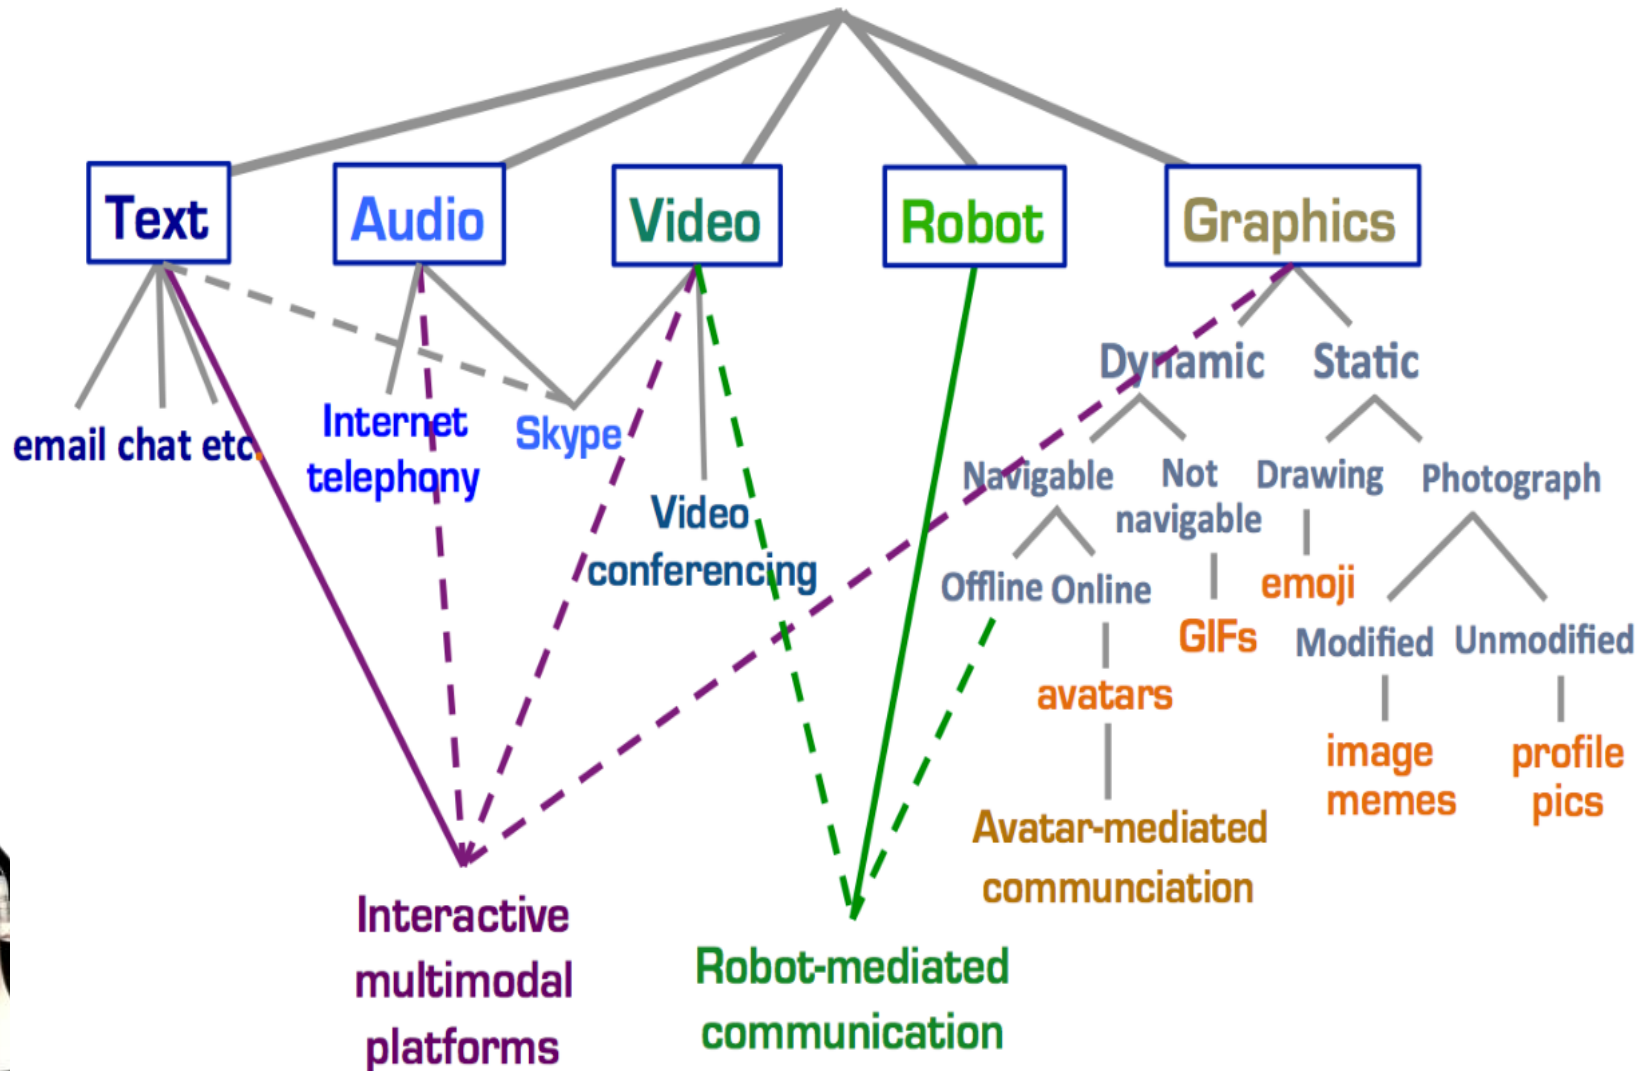 Text
Audio
Video
Robot
Graphics
Dynamic
Static
email chat etc.
Internet
telephony
Skype
Video
conferencing
Navigable
Not
navigable
Drawing
Photograph
Offline
Online
GIFs
emoji
Modified
Unmodified
avatars
image
memes
profile
pics
Avatar-mediated
communciation
Interactive
multimodal
platforms
Robot-mediated
communication